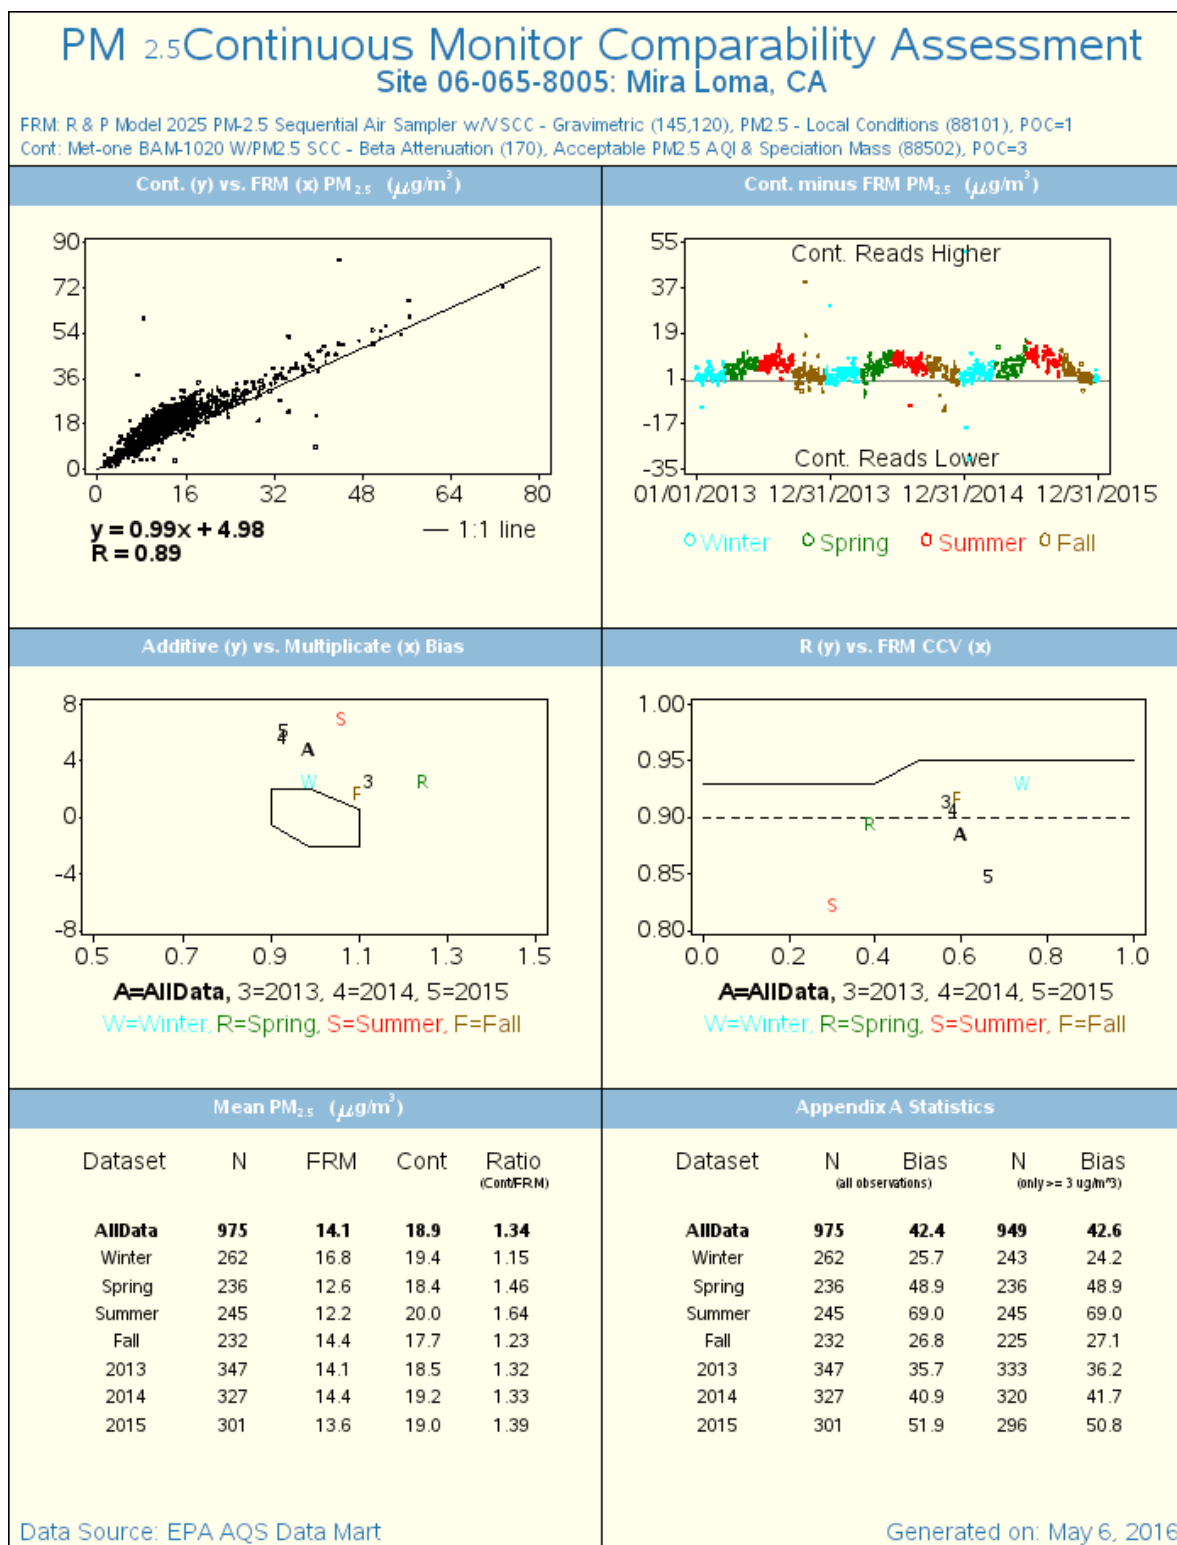 PM 2.5Continuous Monitor Comparability Assessment
Site 06-065-8005: Mira Loma, CA
FRM: R & P Model 2025 PM-2.5 Sequential Air Sampler w/VSCC - Gravimetric (145,120), PM2.5 - Local Conditions (88101), POC=1
Cont: Met-one BAM-1020 W/PM2.5 SCC - Beta Attenuation (170), Acceptable PM2.5 AQI & Speciation Mass (88502), POC=3
Cont. (y) vs. FRM (x) PM2.5 (µg/m3)
90
72
54
36
18
0
0 16 32 48 64 80
y = 0.99x + 4.98
R = 0.89
1:1 line
Cont. minus FRM PM2.5 (µg/m3)
55
37
19
1
-17
-35
Cont. Reads Higher
Cont. Reads Lower
01/01/2013 12/31/2013 12/31/2014 12/31/2015
Winter Spring Summer Fall
Additive (y) vs. Multiplicate (x) Bias
8
4
0
-4
-8
S
5
4
A
W
3
R
F
0.5 0.7 0.9 1.1 1.3 1.5
A=AllData, 3=2013, 4=2014, 5=2015
W=Winter, R=Spring, S=Summer, F=Fall
R (y) vs. FRM CCV (x)
1.00
0.95
0.90
0.85
0.80
W
3
F
4
R
A
5
S
0.0 0.2 0.4 0.6 0.8 1.0
A=AllData, 3=2013, 4=2014, 5=2015
W=Winter, R=Spring, S=Summer, F=Fall
Mean PM2.5 (µg/m3)
Dataset N FRM Cont Ratio
(Cont/FRM)
AllData 975 14.1 18.9 1.34
Winter 262 16.8 19.4 1.15
Spring 236 12.6 18.4 1.46
Summer 245 12.2 20.0 1.64
Fall 232 14.4 17.7 1.23
2013 347 14.1 18.5 1.32
2014 327 14.4 19.2 1.33
2015 301 13.6 19.0 1.39
Appendix A Statistics
Dataset N Bias N Bias
(all observations) (only >= 3 ug/m^3)
AllData 975 42.4 949 42.6
Winter 262 25.7 243 24.2
Spring 236 48.9 236 48.9
Summer 245 69.0 245 69.0
Fall 232 26.8 225 27.1
2013 347 35.7 333 36.2
2014 327 40.9 320 41.7
2015 301 51.9 296 50.8
Data Source: EPA AQS Data Mart
Generated on: May 6, 2016